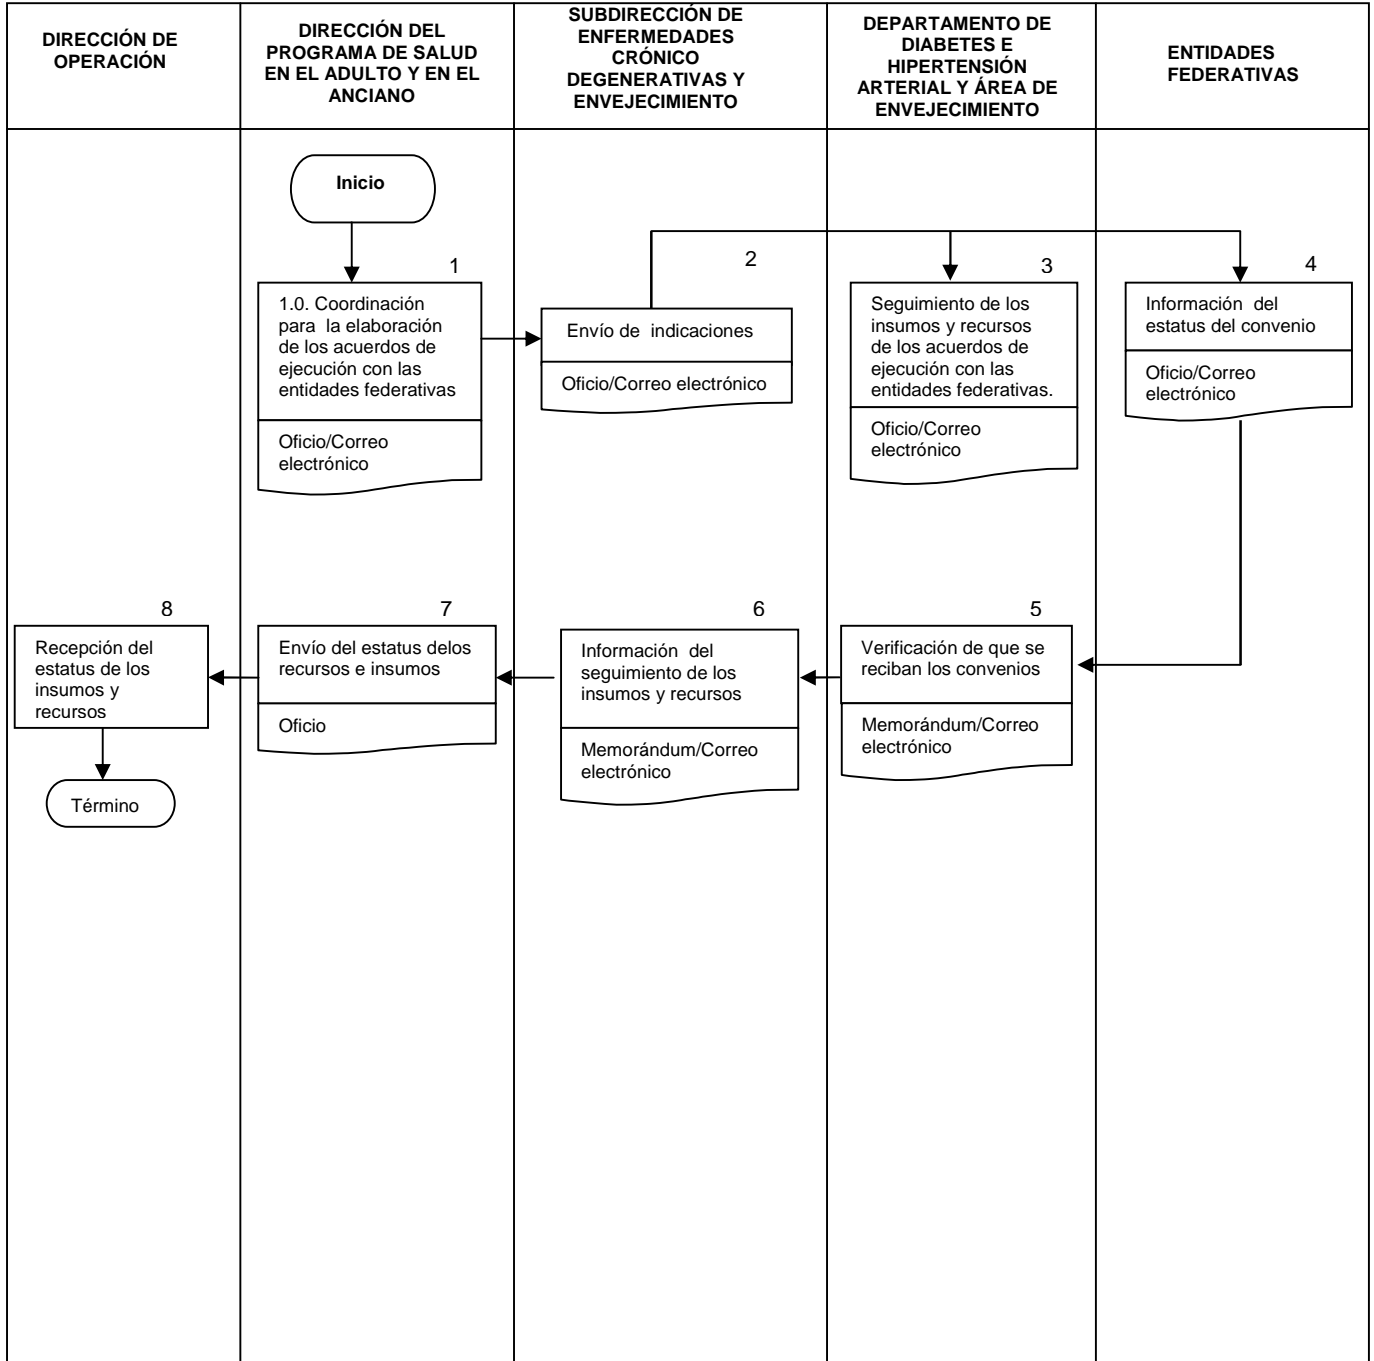 DIRECCIÓN DE
OPERACIÓN
DIRECCIÓN DEL
PROGRAMA DE SALUD
EN EL ADULTO Y EN EL
ANCIANO
SUBDIRECCIÓN DE
ENFERMEDADES
CRÓNICO
DEGENERATIVAS Y
ENVEJECIMIENTO
DEPARTAMENTO DE
DIABETES E
HIPERTENSIÓN
ARTERIAL Y ÁREA DE
ENVEJECIMIENTO
ENTIDADES
FEDERATIVAS
Inicio
1
1.0. Coordinación
para la elaboración
de los acuerdos de
ejecución con las
entidades federativas
Oficio/Correo
electrónico
2
Envío de indicaciones
Oficio/Correo electrónico
3
Seguimiento de los
insumos y recursos
de los acuerdos de
ejecución con las
entidades federativas.
Oficio/Correo
electrónico
4
Información del
estatus del convenio
Oficio/Correo
electrónico
5
Verificación de que se
reciban los convenios
Memorándum/Correo
electrónico
6
Información del
seguimiento de los
insumos y recursos
Memorándum/Correo
electrónico
7
Envío del estatus delos
recursos e insumos
Oficio
8
Recepción del
estatus de los
insumos y
recursos
Término